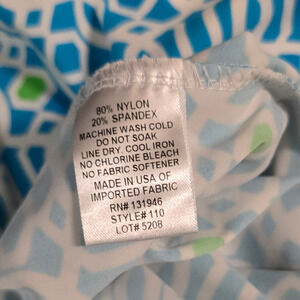 80% NYLON
20% SPANDEX
MACHINE WASH COLD
DO NOT SOAK
LINE DRY. COOL IRON
NO CHLORINE BLEACH
NO FABRIC SOFTENER
MADE IN USA OF
IMPORTED FABRIC
RN# 131946
STYLE# 110
LOT# 5208